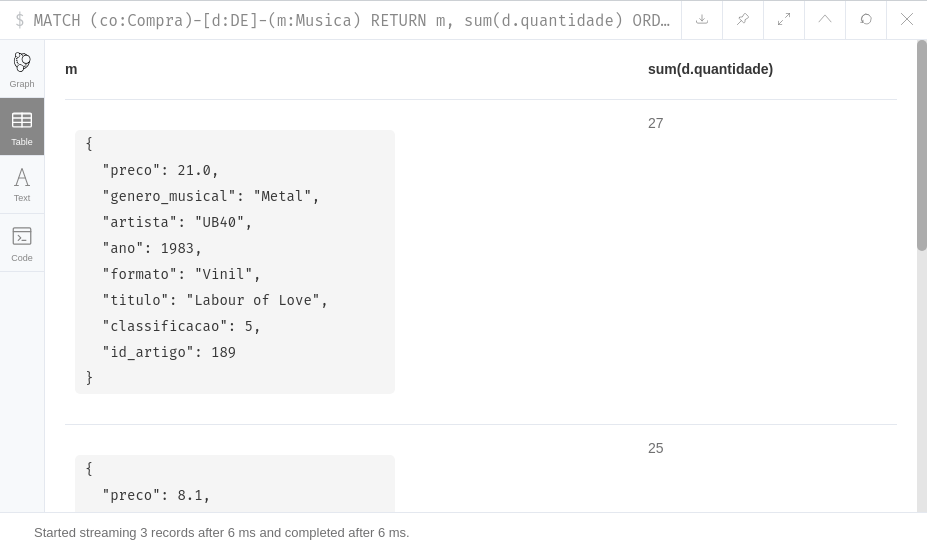 $ MATCH (co:Compra)-[d:DE]-(m:Musica) RETURN m, sum(d.quantidade) ORD…
Graph
Table
Text
Code
m sum(d.quantidade)
27
{
"preco": 21.0,
"genero_musical": "Metal",
"artista": "UB40",
"ano": 1983,
"formato": "Vinil",
"titulo": "Labour of Love",
"classificacao": 5,
"id_artigo": 189
}
25
{
"preco": 8.1,
Started streaming 3 records after 6 ms and completed after 6 ms.